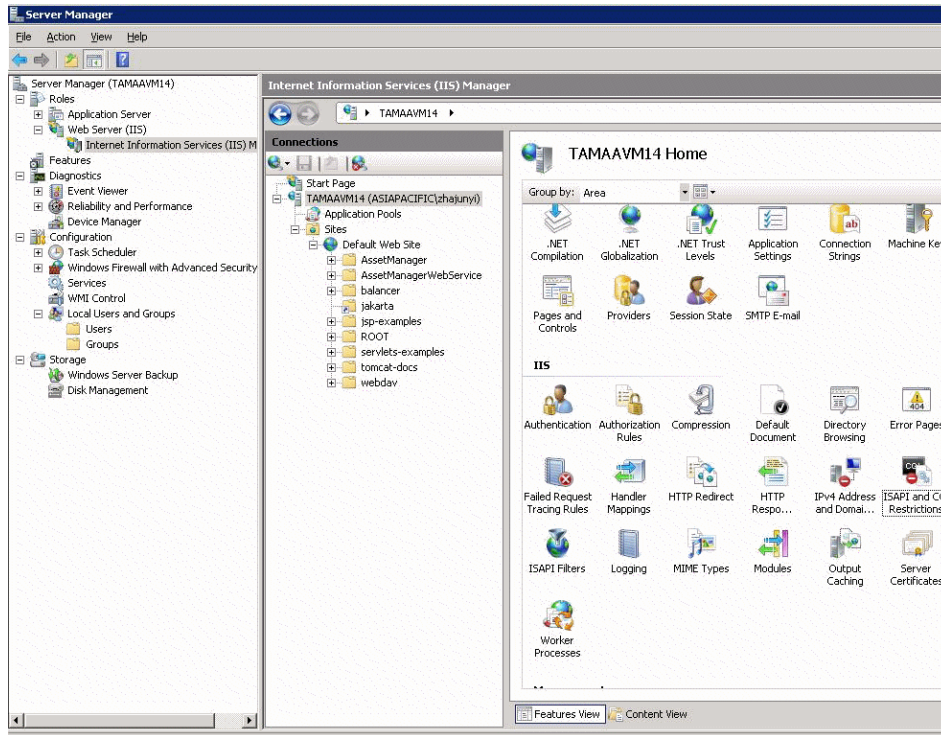 Server Manager
File Action View Help
Server Manager (TAMAAVM14)
Roles
Application Server
Web Server (IIS)
Internet Information Services (IIS) M
Features
Diagnostics
Event Viewer
Reliability and Performance
Device Manager
Configuration
Task Scheduler
Windows Firewall with Advanced Security
Services
WMI Control
Local Users and Groups
Users
Groups
Storage
Windows Server Backup
Disk Management
Internet Information Services (IIS) Manager
TAMAAVM14
Connections
Start Page
TAMAAVM14 (ASIAPACIFIC\zhajunyi)
Application Pools
Sites
Default Web Site
AssetManager
AssetManagerWebService
balancer
jakarta
jsp-examples
ROOT
servlets-examples
tomcat-docs
webdav
TAMAAVM14 Home
Group by: Area
.NET Compilation
.NET Globalization
.NET Trust Levels
Application Settings
Connection Strings
Machine Key
Pages and Controls
Providers
Session State
SMTP E-mail
IIS
Authentication
Authorization Rules
Compression
Default Document
Directory Browsing
Error Pages
Failed Request Tracing Rules
Handler Mappings
HTTP Redirect
HTTP Respo...
IPv4 Address and Domai...
ISAPI and CG Restrictions
ISAPI Filters
Logging
MIME Types
Modules
Output Caching
Server Certificates
Worker Processes
Features View
Content View